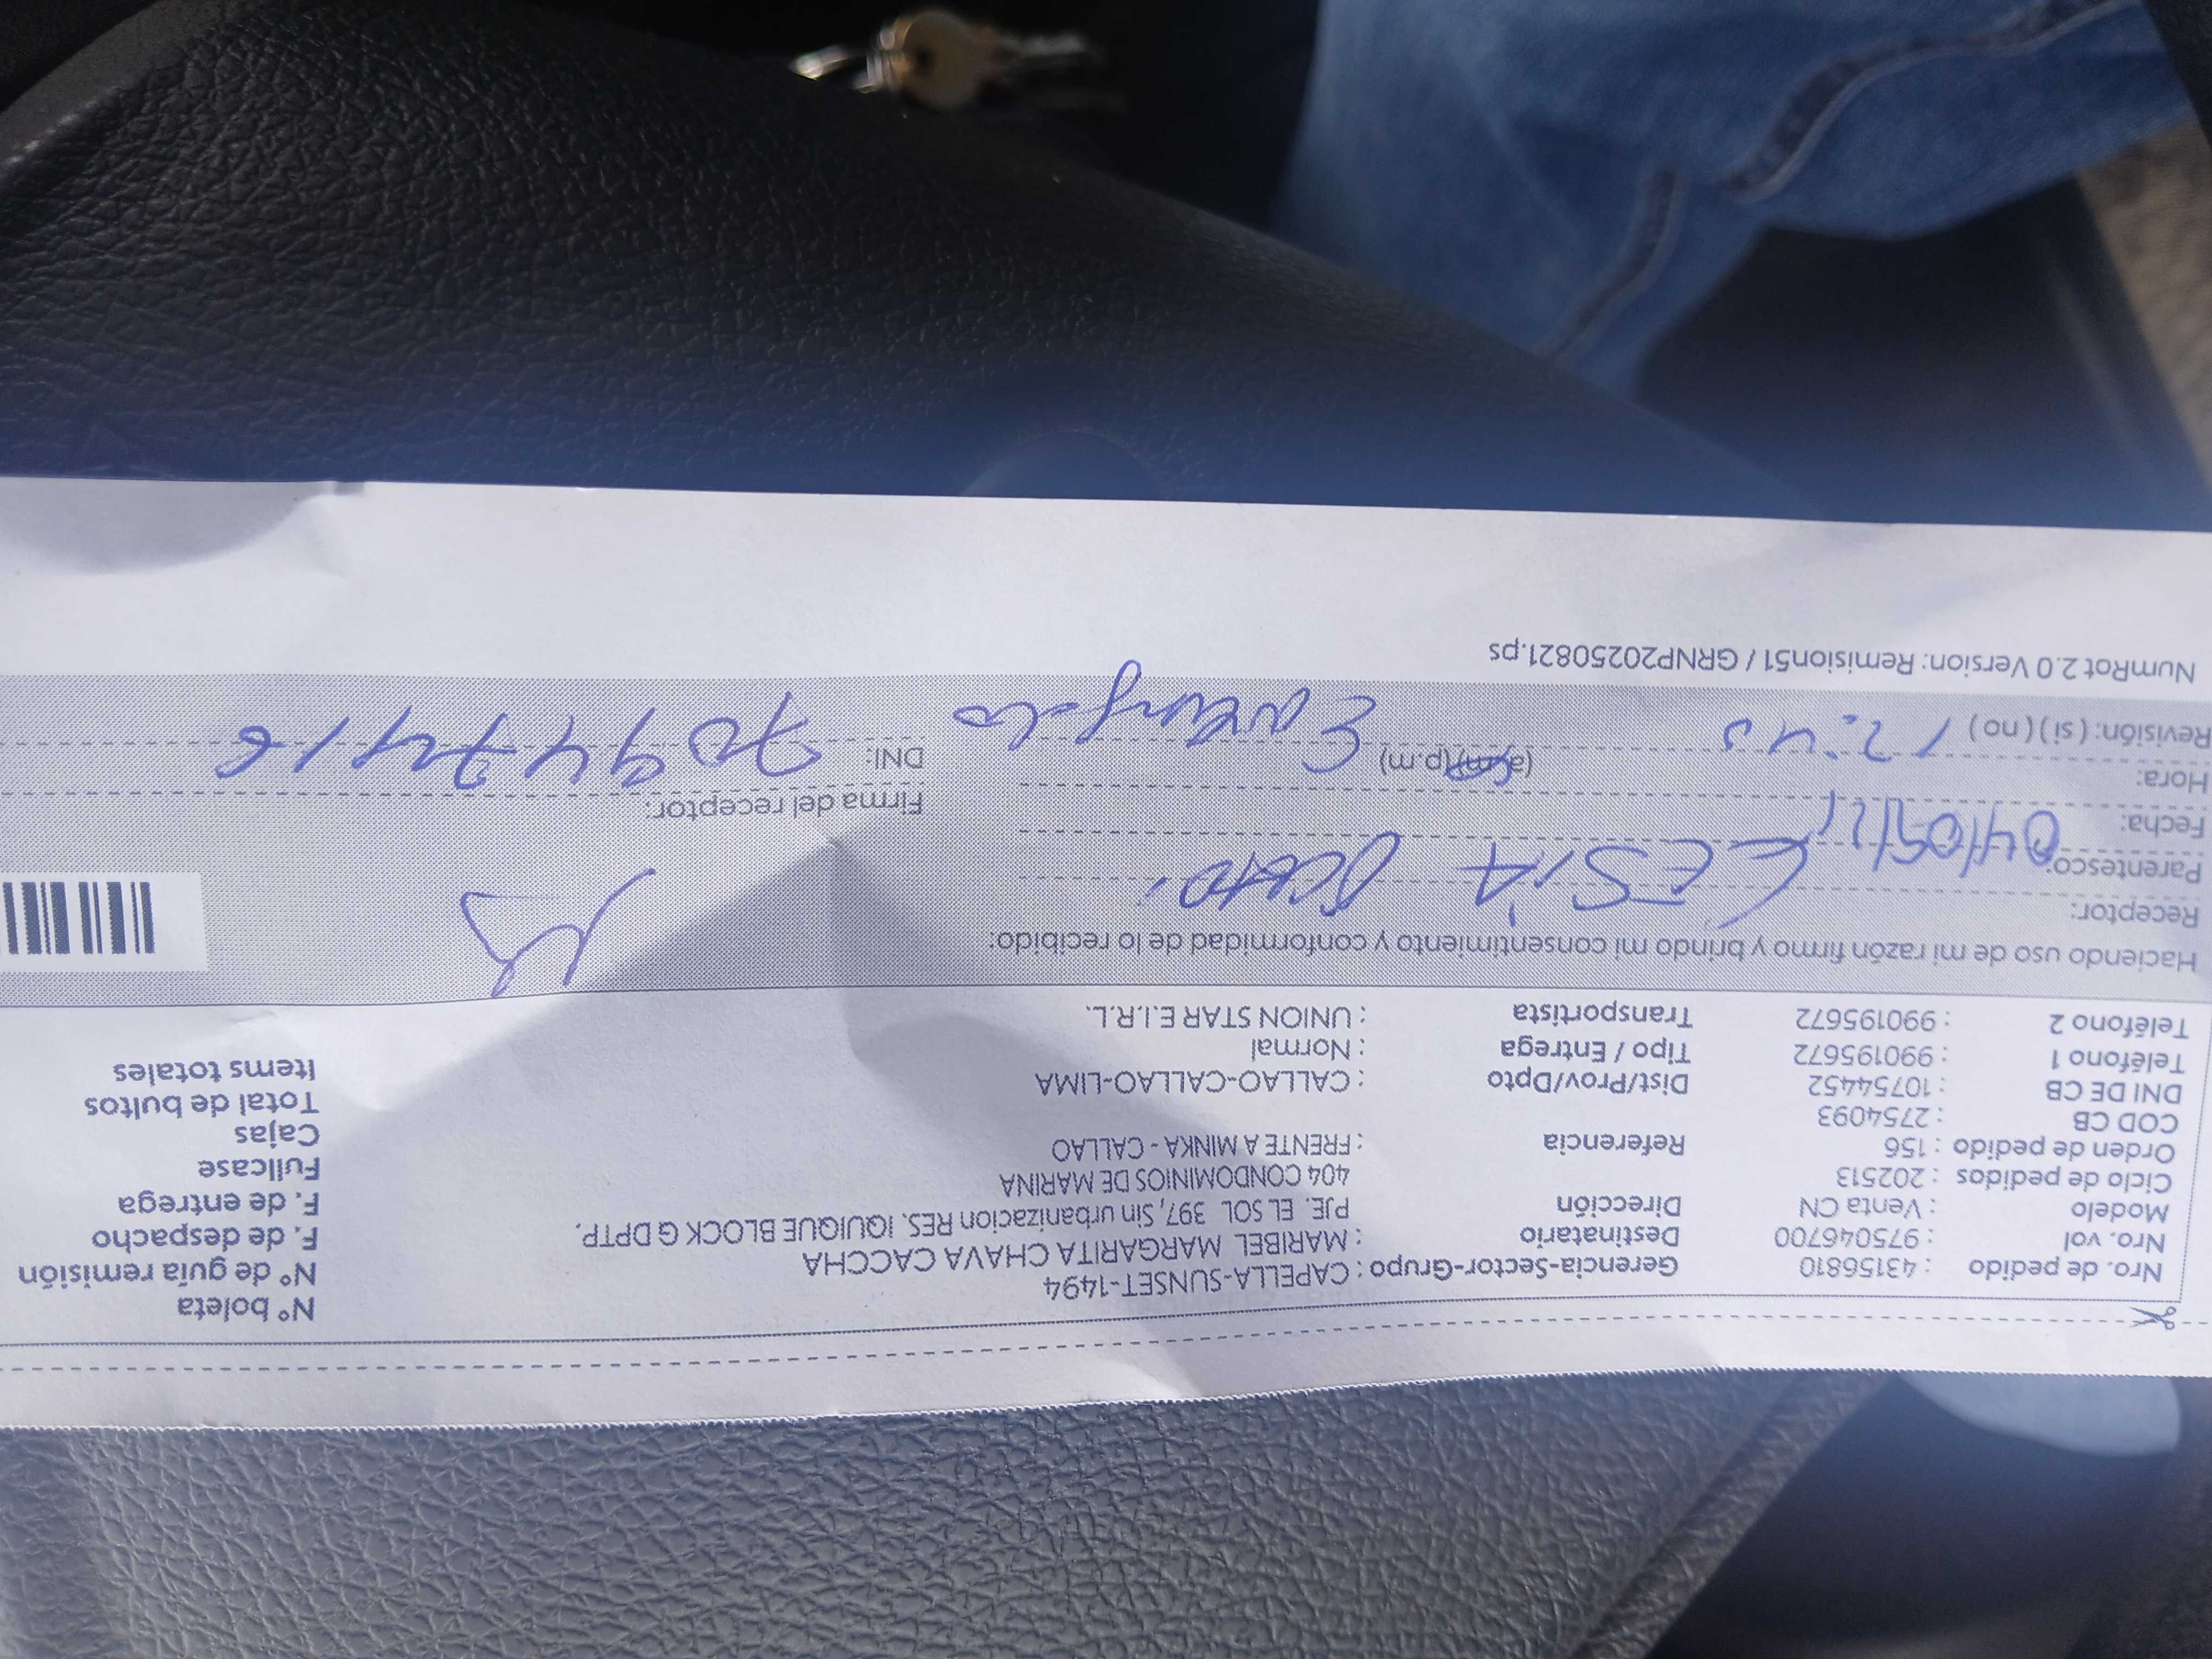 Nro. de pedido : 43156810 Gerencia-Sector-Grupo : CAPELLA-SUNSET-1494 N° boleta
Nro. vol : 975046700 Destinatario : MARIBEL MARGARITA CHAVA CACCHA N° de guía remisión
Modelo : Venta CN Dirección PJE. EL SOL 397, Sin urbanizacion RES. IQUIQUE BLOCK G DPTP. F. de despacho
Ciclo de pedidos : 202513 404 CONDOMINIOS DE MARINA F. de entrega
Orden de pedido : 156 Referencia : FRENTE A MINKA - CALLAO Fullcase
COD CB : 2754093 Cajas
DNI DE CB : 10754452 Dist/Prov/Dpto : CALLAO-CALLAO-LIMA Total de bultos
Teléfono 1 : 990195672 Tipo / Entrega : Normal Items totales
Teléfono 2 : 990195672 Transportista : UNION STAR E.I.R.L.
Haciendo uso de mi razón firmo y brindo mi consentimiento y conformidad de lo recibido:
Receptor:
Parentesco: LESIA
Fecha: 04/09/25 Firma del receptor:
Hora: 12:40 (a.m)(p.m) DNI: 70947416
Revisión: (si) (no)
NumRot 2.0 Version: Remision51 / GRNP20250821.ps